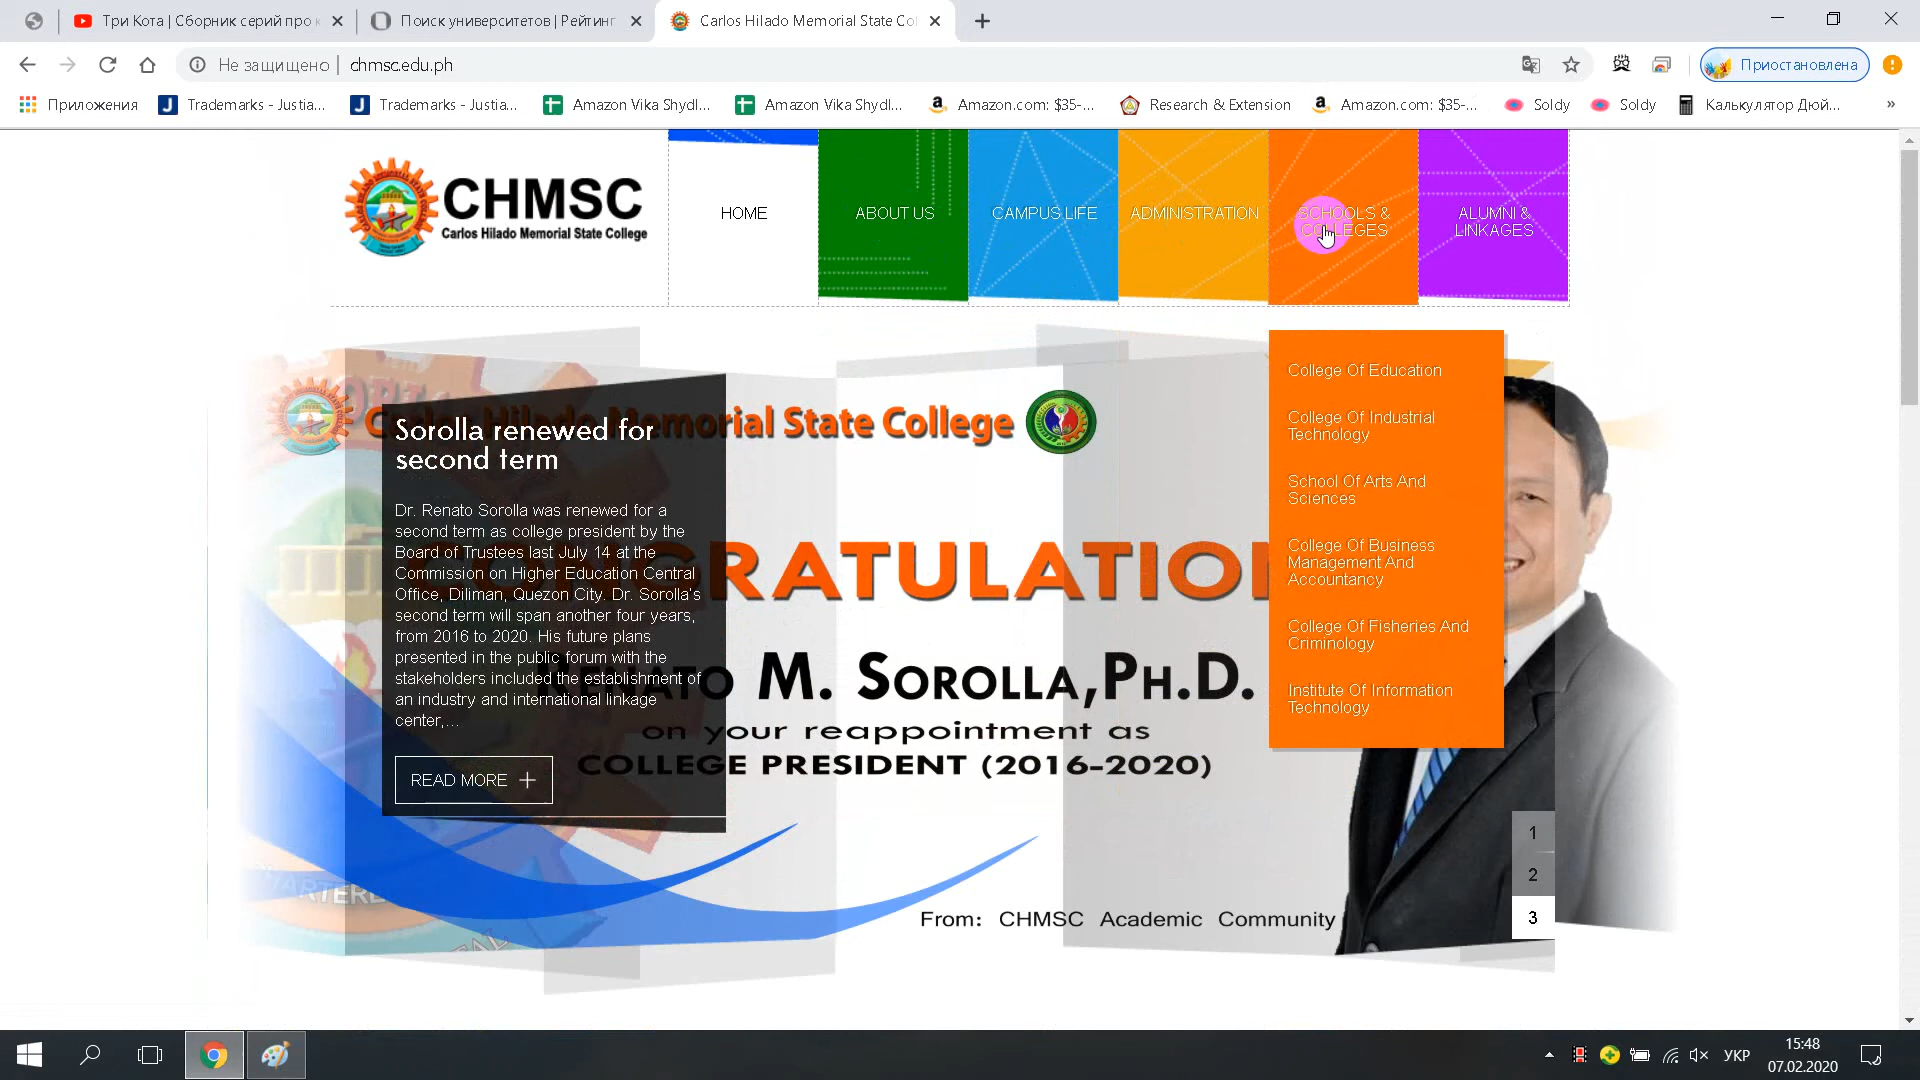 Три Кота | Сборник серий про к
Поиск университетов | Рейтинг
Carlos Hilado Memorial State Col
Не защищено
chmsc.edu.ph
Приостановлена
Приложения
Trademarks - Justia...
Trademarks - Justia...
Amazon Vika Shydl...
Amazon Vika Shydl...
Amazon.com: $35-...
Research & Extension
Amazon.com: $35-...
Soldy
Soldy
Калькулятор Дюй...
»
CHMSC
Carlos Hilado Memorial State College
HOME
ABOUT US
CAMPUS LIFE
ADMINISTRATION
SCHOOLS &
COLLEGES
ALUMNI &
LINKAGES
Carlos Hilado Memorial State College
Sorolla renewed for
second term
Dr. Renato Sorolla was renewed for a
second term as college president by the
Board of Trustees last July 14 at the
Commission on Higher Education Central
Office, Diliman, Quezon City. Dr. Sorolla's
second term will span another four years,
from 2016 to 2020. His future plans
presented in the public forum with the
stakeholders included the establishment of
an industry and international linkage
center,...
READ MORE
CONGRATULATION
RENATO M. SOROLLA, PH.D.
on your reappointment as
COLLEGE PRESIDENT (2016-2020)
From: CHMSC Academic Community
College Of Education
College Of Industrial
Technology
School Of Arts And
Sciences
College Of Business
Management And
Accountancy
College Of Fisheries And
Criminology
Institute Of Information
Technology
1
2
3
УКР
15:48
07.02.2020